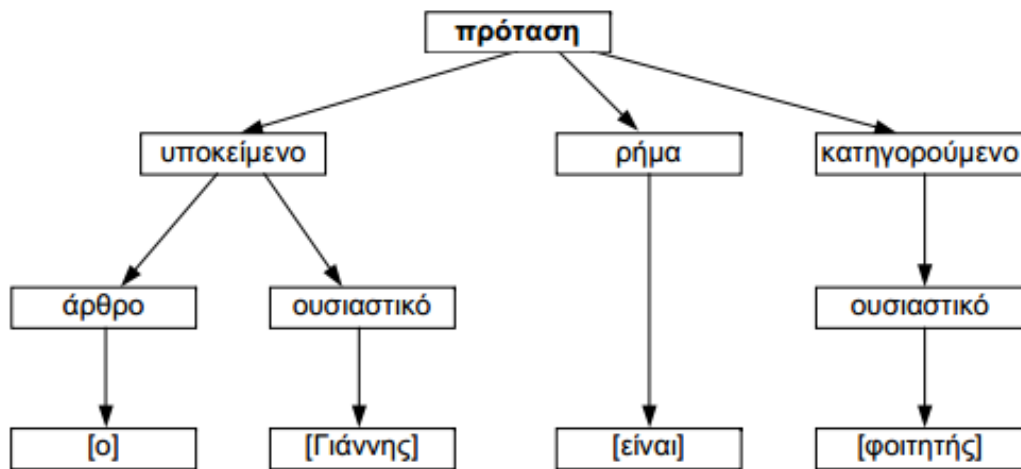 πρόταση
υποκείμενο ρήμα κατηγορούμενο
άρθρο ουσιαστικό ουσιαστικό
[ο] [Γιάννης] [είναι] [φοιτητής]